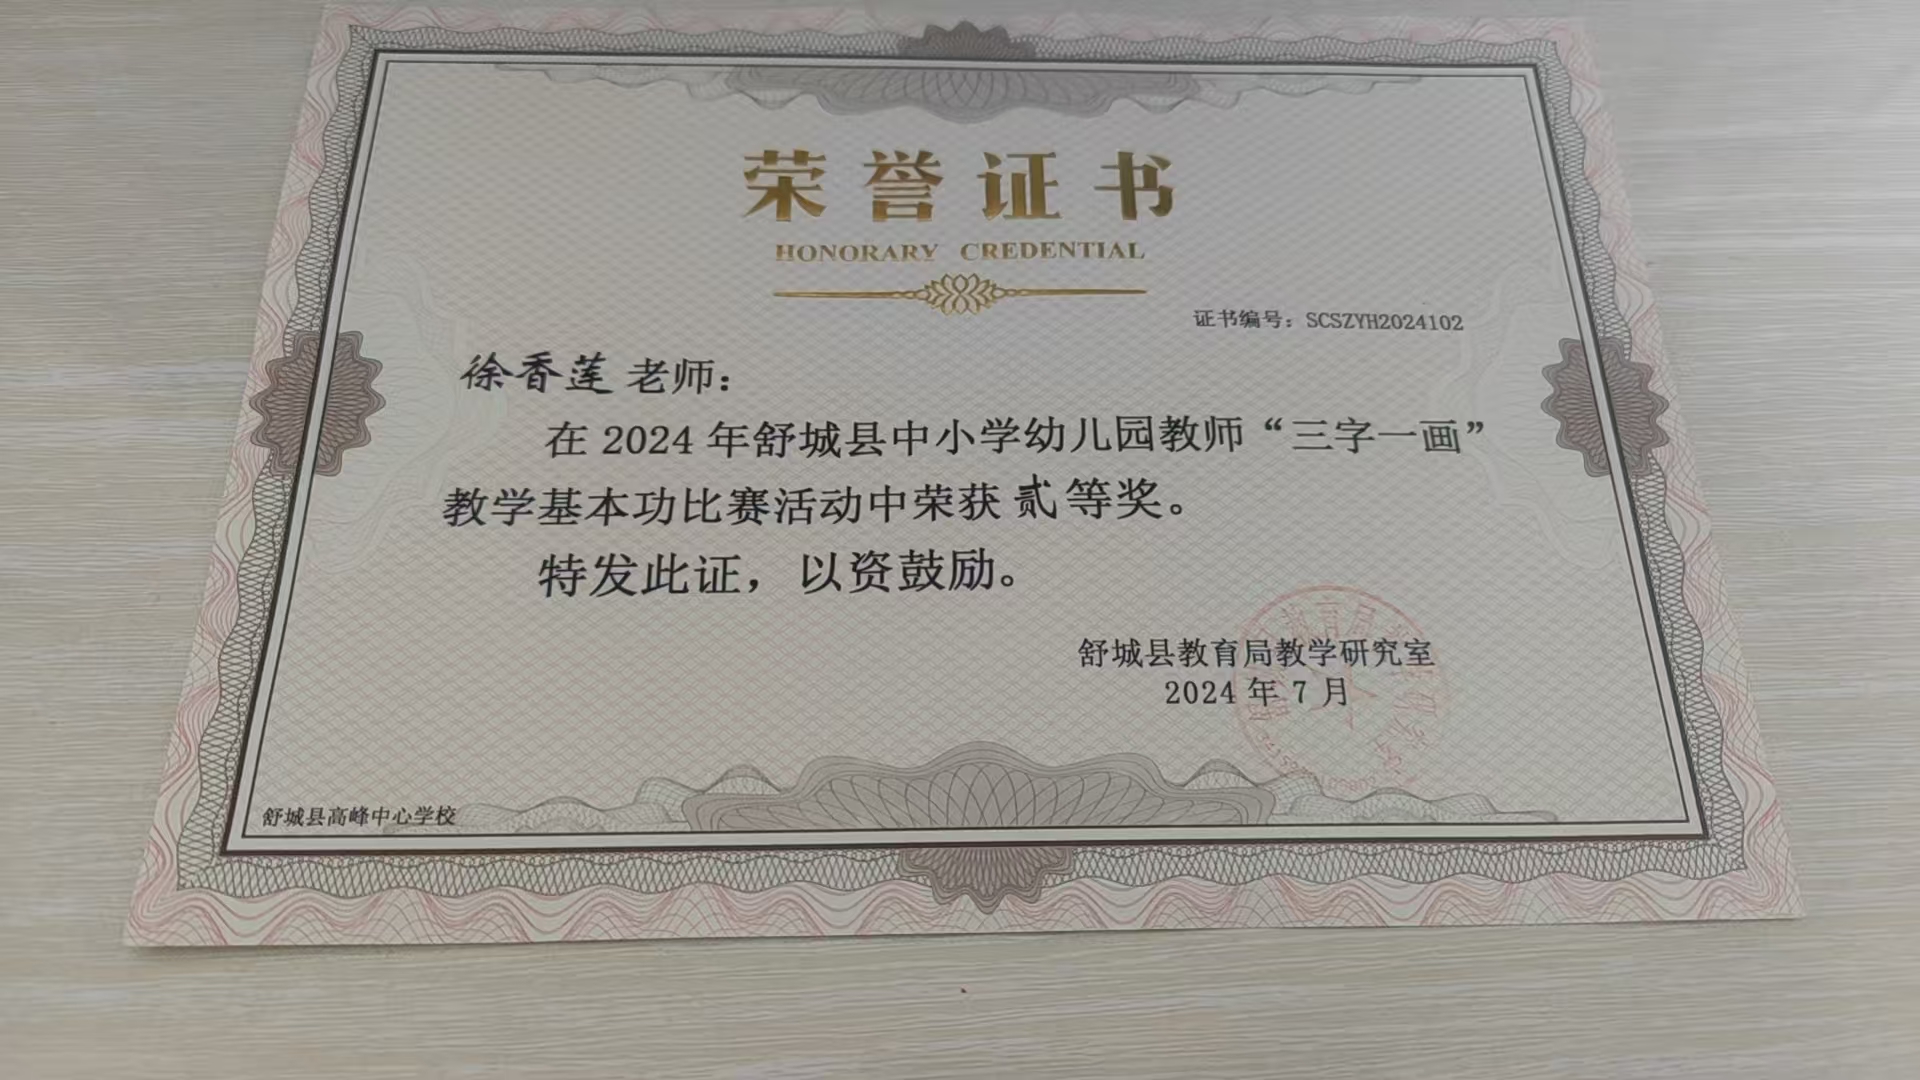 荣誉证书
HONORARY CREDENTIAL
证书编号：SCSZYH2024102
徐香莲老师：
在 2024 年舒城县中小学幼儿园教师“三字一画”
教学基本功比赛活动中荣获贰等奖。
特发此证，以资鼓励。
舒城县教育局教学研究室
2024 年 7 月
舒城县高峰中心学校